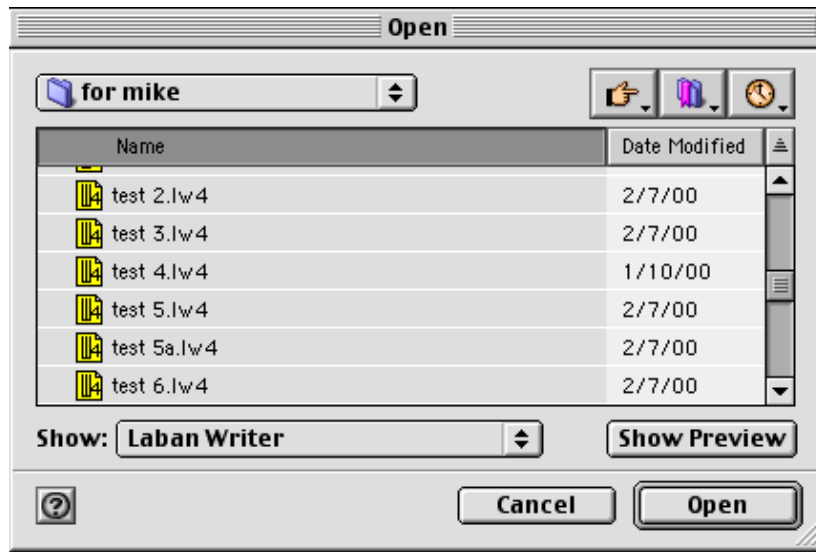 Open
for mike
Name Date Modified
test 2.lw4 2/7/00
test 3.lw4 2/7/00
test 4.lw4 1/10/00
test 5.lw4 2/7/00
test 5a.lw4 2/7/00
test 6.lw4 2/7/00
Show: Laban Writer Show Preview
? Cancel Open